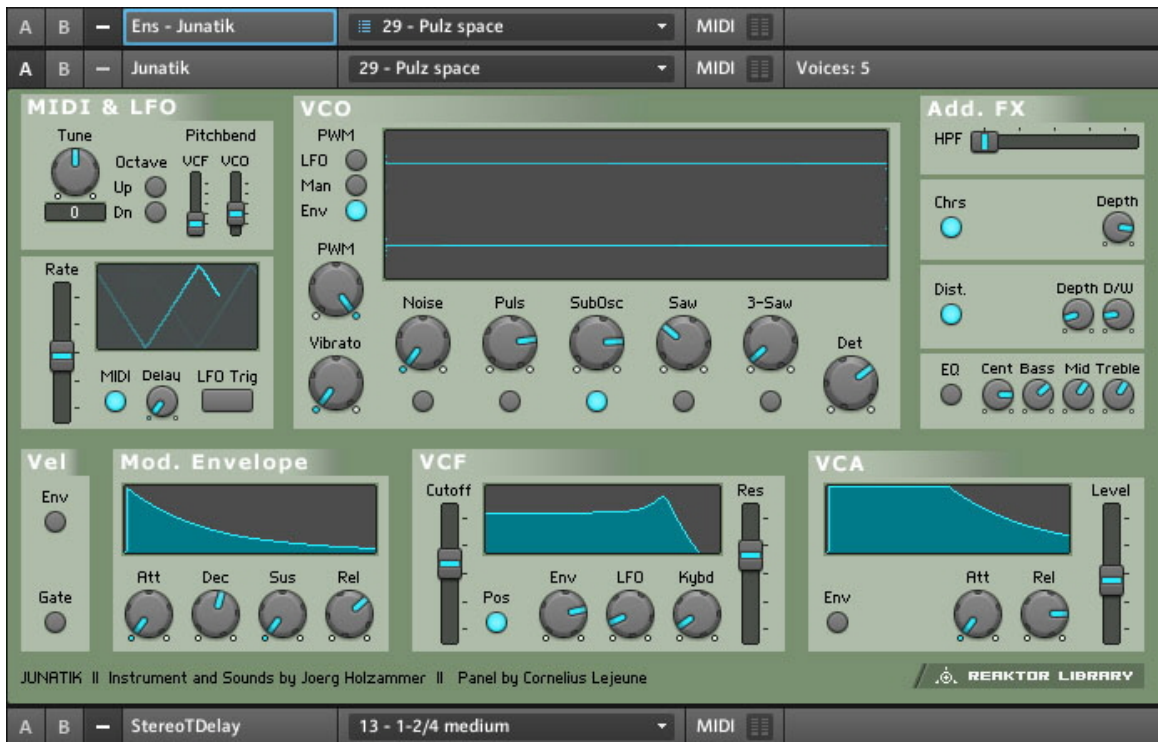 A B Ens - Junatik 29 - Pulz space MIDI
A B Junatik 29 - Pulz space MIDI Voices: 5
MIDI & LFO
Tune Pitchbend
Octave VCF VCO
Up
0 Dn
Rate
MIDI Delay LFO Trig
VCO
PWM
LFO
Man
Env
PWM
Noise Puls SubOsc Saw 3-Saw
Vibrato Det
Add. FX
HPF
Chrs Depth
Dist. Depth D/W
EQ Cent Bass Mid Treble
Vel
Env
Gate
Mod. Envelope
Att Dec Sus Rel
VCF
Cutoff Res
Env LFO Kybd
Pos
VCA
Level
Att Rel
Env
JUNATIK II Instrument and Sounds by Joerg Holzammer II Panel by Cornelius Lejeune
REAKTOR LIBRARY
A B StereoTDelay 13 - 1-2/4 medium MIDI